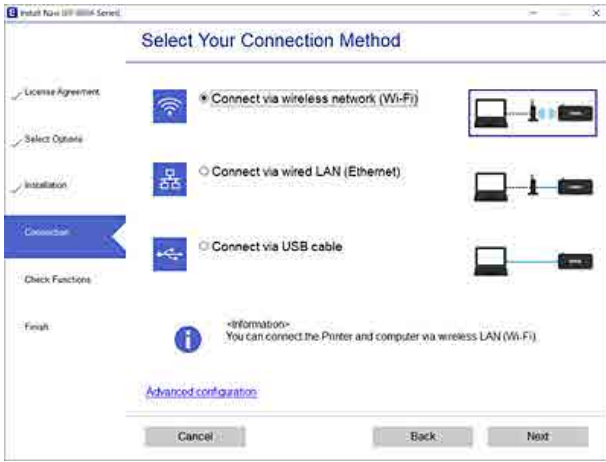 Install Navi
Series]
Select Your Connection Method
License Agreement
Select Options
Installation
Connection
Check Functions
Finish
Connect via wireless network (Wi-Fi)
Connect via wired LAN (Ethernet)
Connect via USB cable
<Information>
You can connect the Printer and computer via wireless LAN (Wi-Fi)
Advanced configuration
Cancel
Back
Next